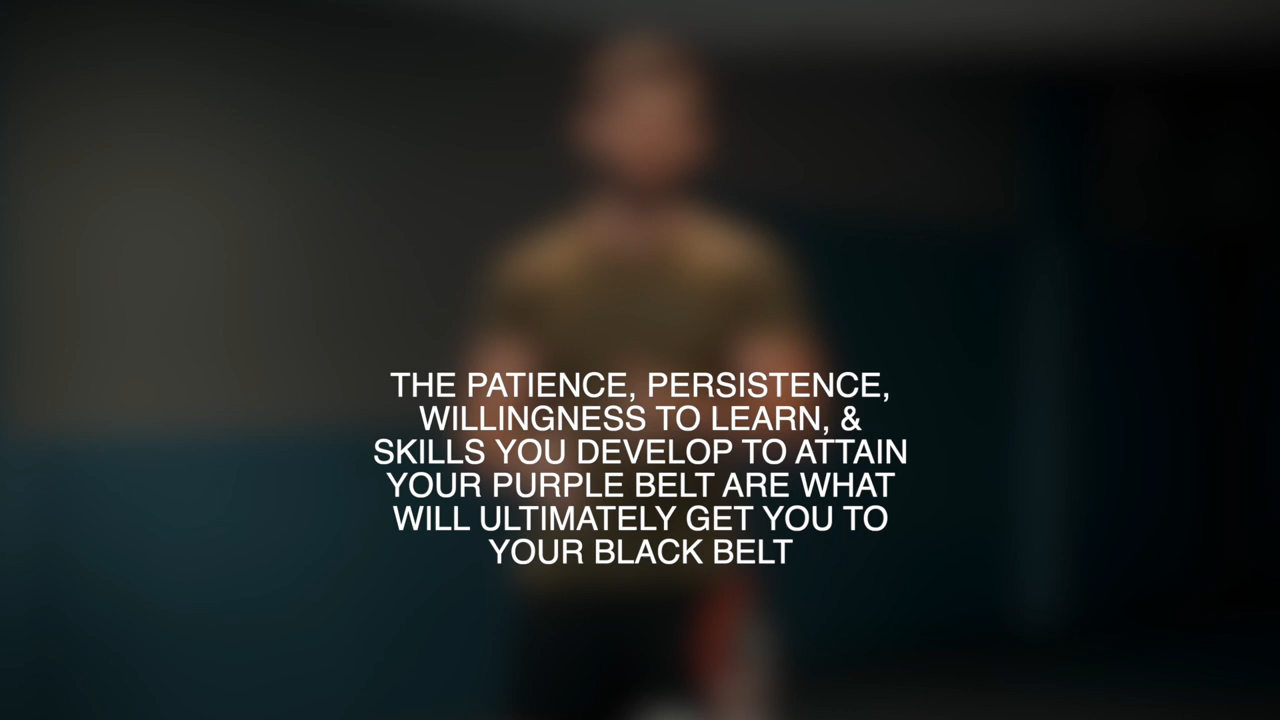 THE PATIENCE, PERSISTENCE,
WILLINGNESS TO LEARN, &
SKILLS YOU DEVELOP TO ATTAIN
YOUR PURPLE BELT ARE WHAT
WILL ULTIMATELY GET YOU TO
YOUR BLACK BELT